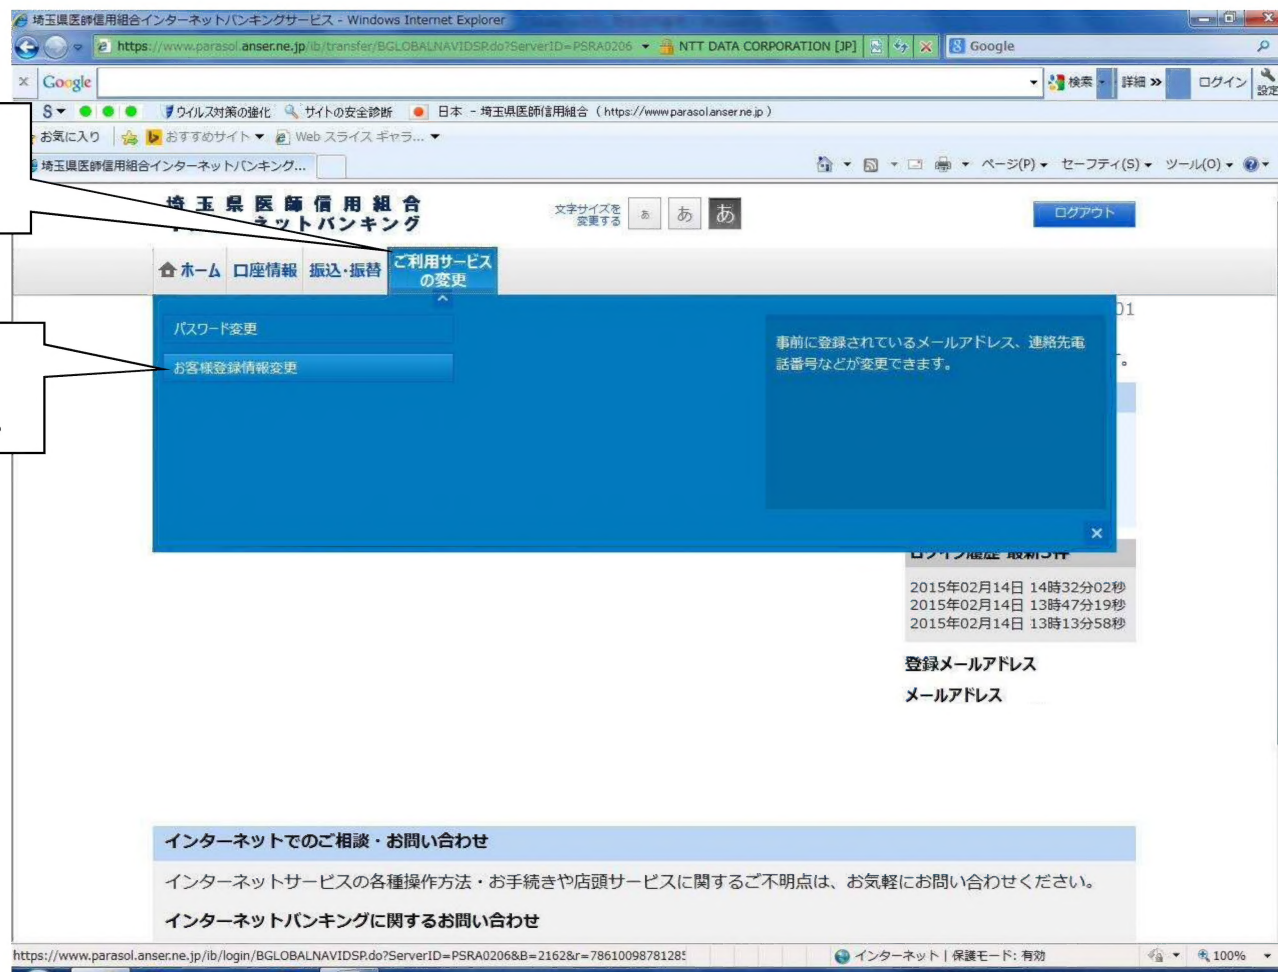 埼玉県医師信用組合インターネットバンキングサービス - Windows Internet Explorer
https://www.parasol.anser.ne.jp/ib/transfer/BGLOBALNAVIDSP.do?ServerID=PSRA0206
NTT DATA CORPORATION [JP]
Google
Google
検索
詳細 »
ログイン
設定
S
ウイルス対策の強化
サイトの安全診断
日本 - 埼玉県医師信用組合 ( https://www.parasol.anser.ne.jp )
お気に入り
おすすめサイト ▼
Web スライス ギャラ... ▼
埼玉県医師信用組合インターネットバンキング...
ページ(P) ▼
セーフティ(S) ▼
ツール(O) ▼
埼玉県医師信用組合
ネットバンキング
文字サイズを
変更する
あ
あ
あ
ログアウト
ホーム
口座情報
振込・振替
ご利用サービス
の変更
01
パスワード変更
事前に登録されているメールアドレス、連絡先電
話番号などが変更できます。
お客様登録情報変更
。
×
ログイン履歴 最新3件
2015年02月14日 14時32分02秒
2015年02月14日 13時47分19秒
2015年02月14日 13時13分58秒
登録メールアドレス
メールアドレス
インターネットでのご相談・お問い合わせ
インターネットサービスの各種操作方法・お手続きや店頭サービスに関するご不明点は、お気軽にお問い合わせください。
インターネットバンキングに関するお問い合わせ
https://www.parasol.anser.ne.jp/ib/login/BGLOBALNAVIDSP.do?ServerID=PSRA0206&B=2162&r=7861009878128
インターネット | 保護モード: 有効
100%